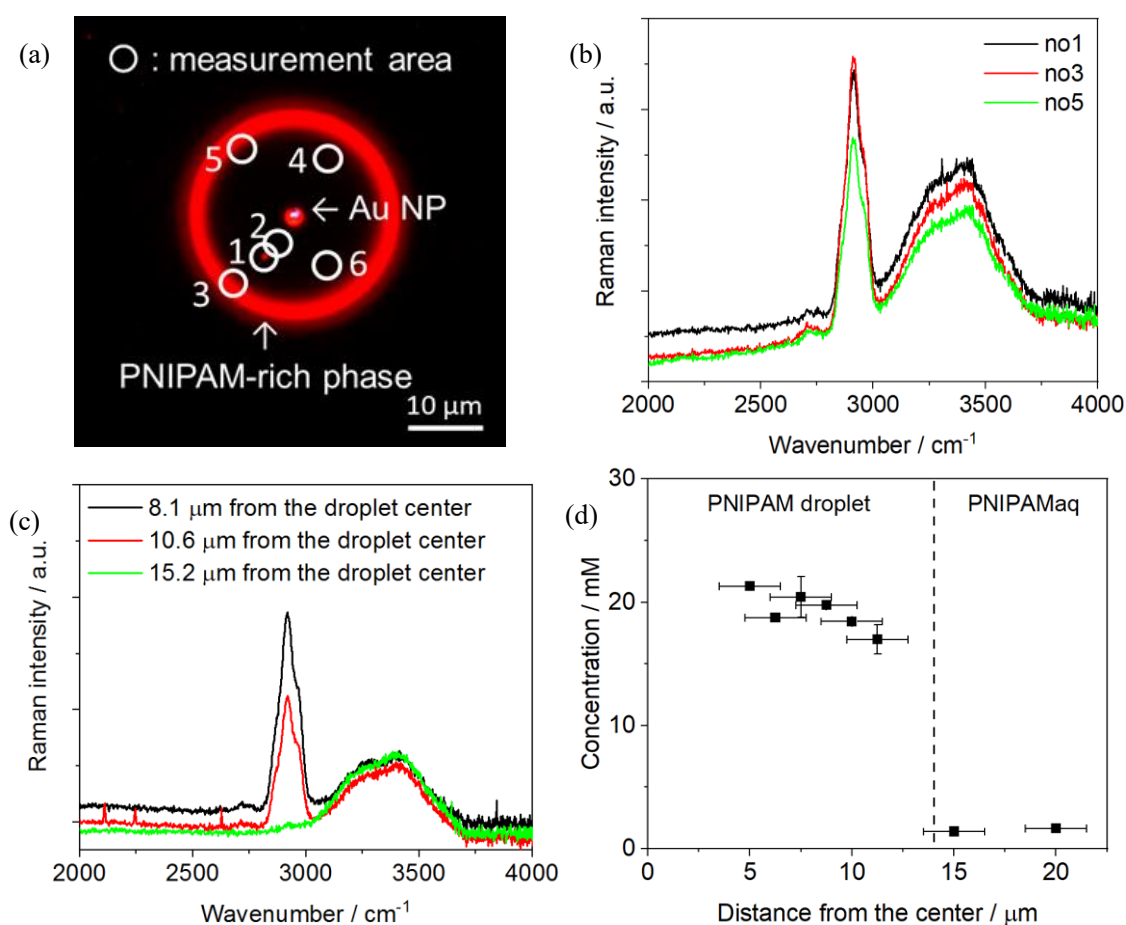 (a)
○ : measurement area
5
4
← Au NP
2
1
6
3
PNIPAM-rich phase
10 μm
(b)
no1
no3
no5
Raman intensity / a.u.
2000 2500 3000 3500 4000
Wavenumber / cm⁻¹
(c)
8.1 μm from the droplet center
10.6 μm from the droplet center
15.2 μm from the droplet center
Raman intensity / a.u.
2000 2500 3000 3500 4000
Wavenumber / cm⁻¹
(d)
PNIPAM droplet PNIPAMaq
30
20
10
0
Concentration / mM
0 5 10 15 20
Distance from the center / μm